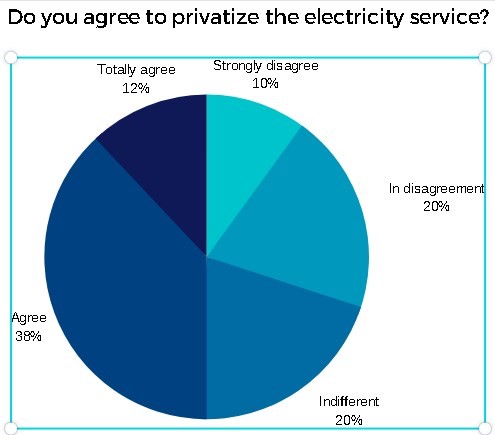 Do you agree to privatize the electricity service?
Totally agree
12%
Strongly disagree
10%
In disagreement
20%
Agree
38%
Indifferent
20%